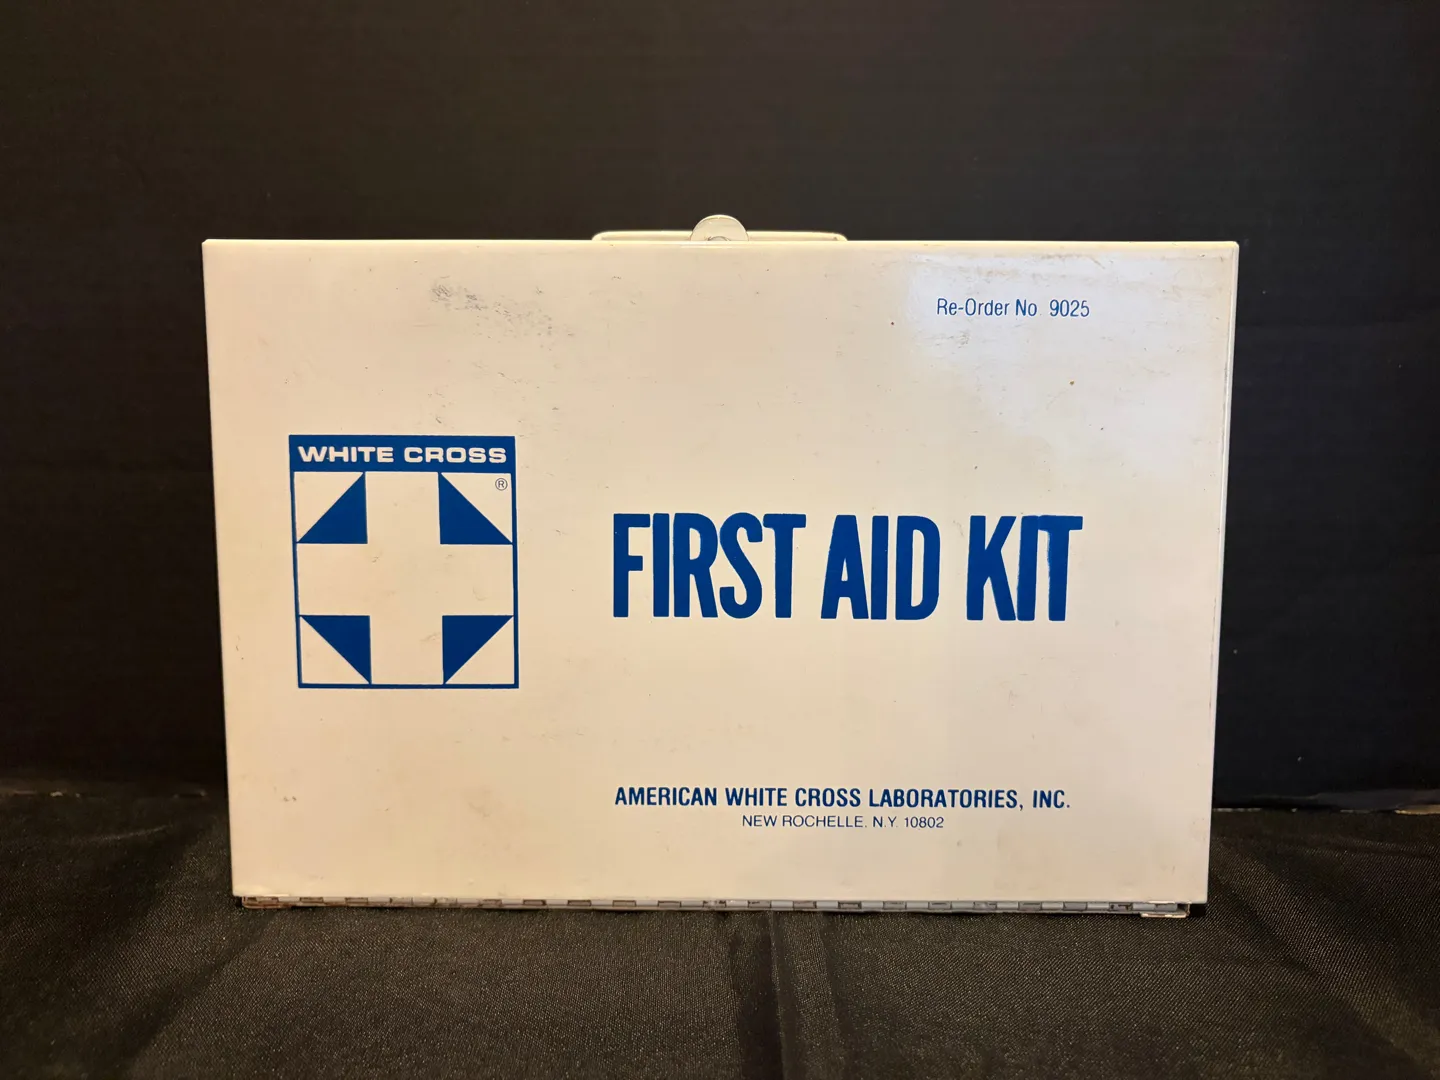 Re-Order No. 9025
WHITE CROSS
®
FIRST AID KIT
AMERICAN WHITE CROSS LABORATORIES, INC.
NEW ROCHELLE, N.Y. 10802